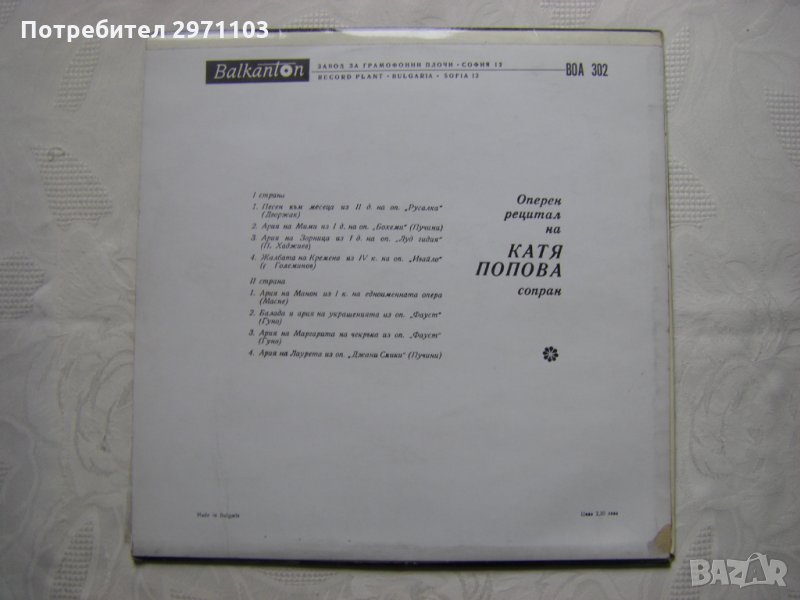 Потребител 2971103
Balkanton
ЗАВОД ЗА ГРАМОФОННИ ПЛОЧИ · СОФИЯ 12
RECORD PLANT · BULGARIA · SOFIA 12
ВОА 302
I страна
1. Песен към месеца из II д. на оп. „Русалка“
(Дворжак)
2. Ария на Мими из I д. на оп. „Бохеми“ (Пучини)
3. Ария на Зорница из I д. на оп. „Луд гидия“
(П. Хаджиев)
4. Жалбата на Кремена из IV к. на оп. „Ивайло“
Големинов)
II страна
1. Ария на Манон из I к. на едноименната опера
(Масне)
2. Балада и ария на украшенията из оп. „Фауст“
(Гуно)
3. Ария на Маргарита на чекръка из оп. „Фауст“
(Гуно)
4. Ария на Лаурета из оп. „Джани Скики“ (Пучини)
Оперен
рецитал
на
КАТЯ
ПОПОВА
сопран
Made in Bulgaria
Цена лева
BAZAR